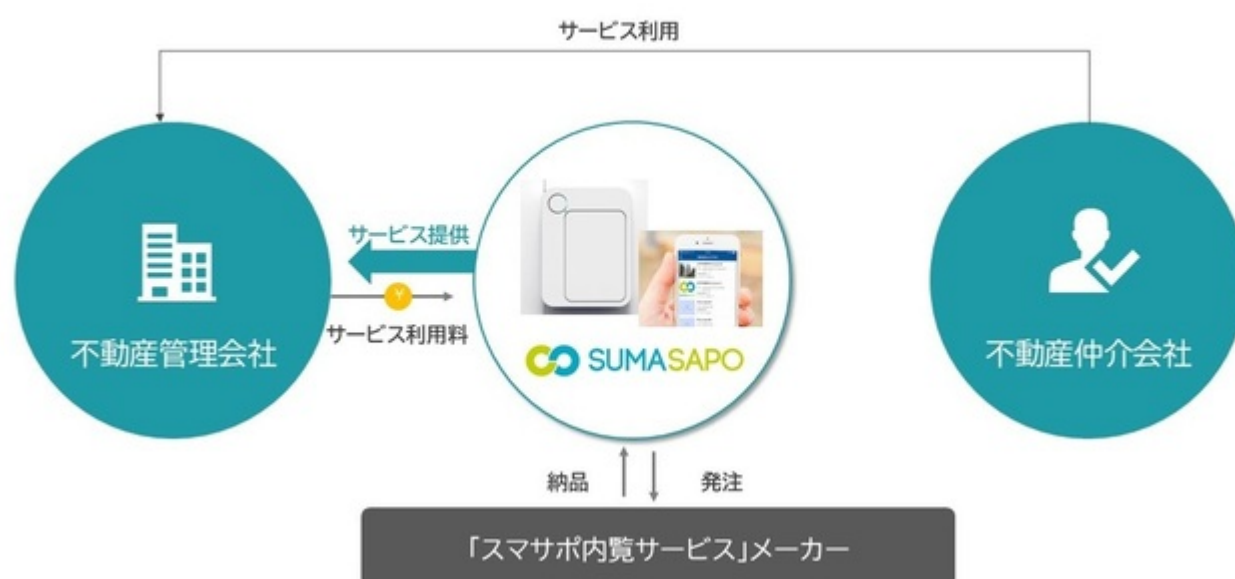 サービス利用
サービス提供
¥
サービス利用料
不動産管理会社
SUMASAPO
不動産仲介会社
納品
発注
「スマサポ内覧サービス」メーカー